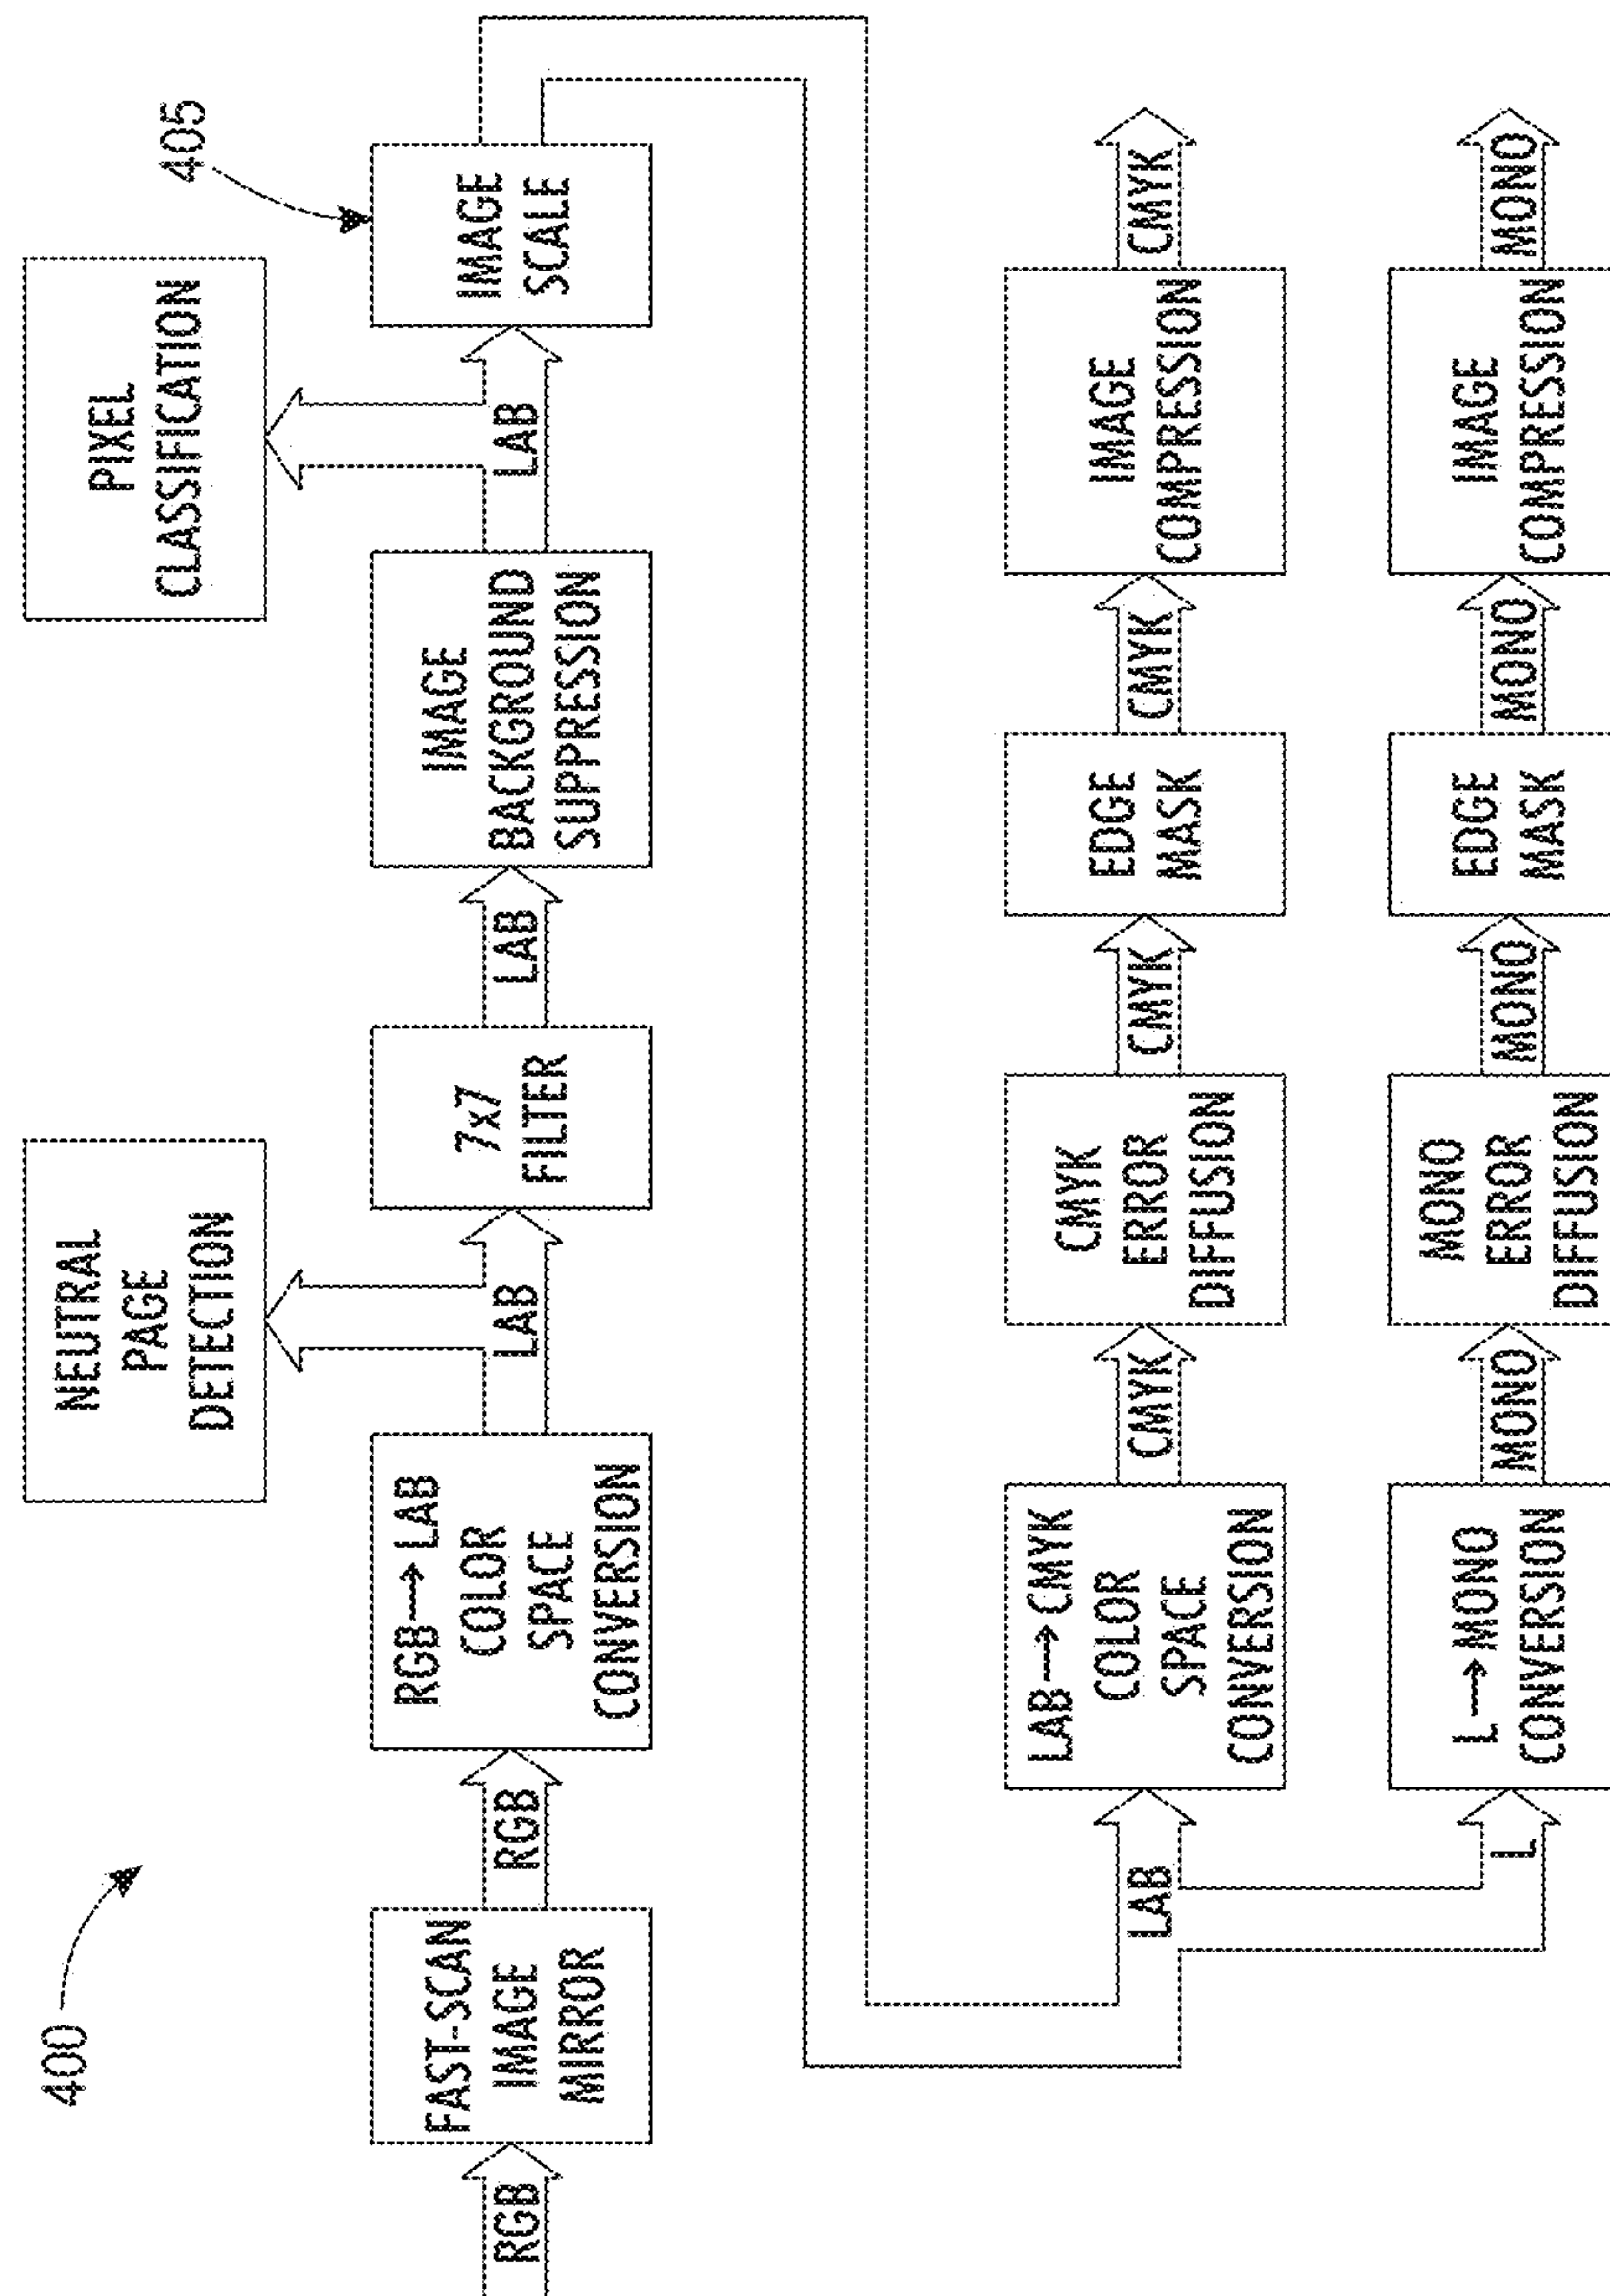 400
NEUTRAL
PAGE
DETECTION
PIXEL
CLASSIFICATION
405
RGB
FAST-SCAN
IMAGE
MIRROR
RGB
RGB→LAB
COLOR
SPACE
CONVERSION
LAB
7x7
FILTER
LAB
IMAGE
BACKGROUND
SUPPRESSION
LAB
IMAGE
SCALE
LAB
LAB→CMYK
COLOR
SPACE
CONVERSION
CMYK
CMYK
ERROR
DIFFUSION
CMYK
EDGE
MASK
CMYK
IMAGE
COMPRESSION
CMYK
L
L→MONO
CONVERSION
MONO
MONO
ERROR
DIFFUSION
MONO
EDGE
MASK
MONO
IMAGE
COMPRESSION
MONO